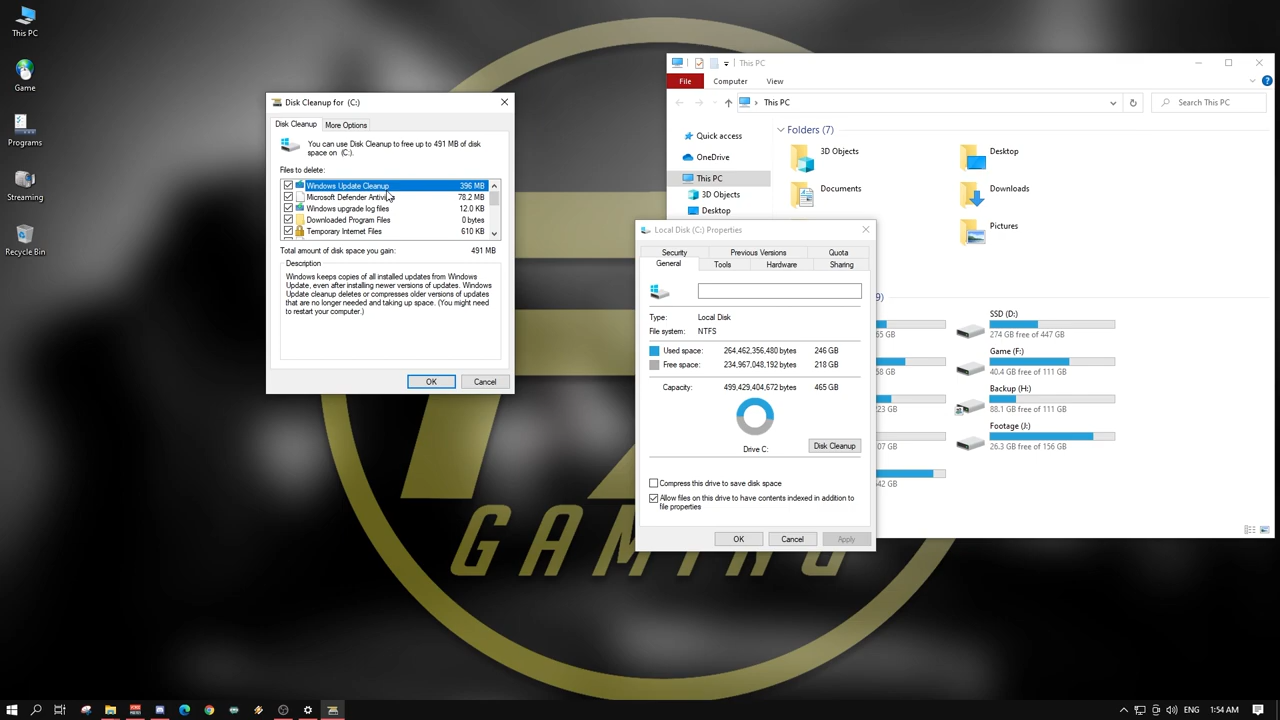 This PC
Game
Programs
Recycle Bin
Disk Cleanup for (C:)
Disk Cleanup
More Options
You can use Disk Cleanup to free up to 491 MB of disk
space on (C:).
Files to delete:
Windows Update Cleanup 396 MB
Microsoft Defender 78.2 MB
Windows upgrade log files 12.0 KB
Downloaded Program Files 0 bytes
Temporary Internet Files 610 KB
Total amount of disk space you gain: 491 MB
Description
Windows keeps copies of all installed updates from Windows
Update, even after installing newer versions of updates. Windows
Update cleanup deletes or compresses older versions of updates
that are no longer needed and taking up space. (You might need
to restart your computer.)
OK
Cancel
This PC
File
Computer
View
This PC
Search This PC
Quick access
OneDrive
This PC
3D Objects
Desktop
Folders (7)
3D Objects
Desktop
Documents
Downloads
Pictures
SSD (D:)
274 GB free of 447 GB
Game (F:)
40.4 GB free of 111 GB
Backup (H:)
88.1 GB free of 111 GB
Footage (J:)
26.3 GB free of 156 GB
Local Disk (C:) Properties
Security
Previous Versions
Quota
General
Tools
Hardware
Sharing
Type: Local Disk
File system: NTFS
Used space: 264,462,356,480 bytes 246 GB
Free space: 234,967,048,192 bytes 218 GB
Capacity: 499,429,404,672 bytes 465 GB
Drive C:
Disk Cleanup
Compress this drive to save disk space
Allow files on this drive to have contents indexed in addition to
file properties
OK
Cancel
Apply
GAMING
ENG
1:54 AM